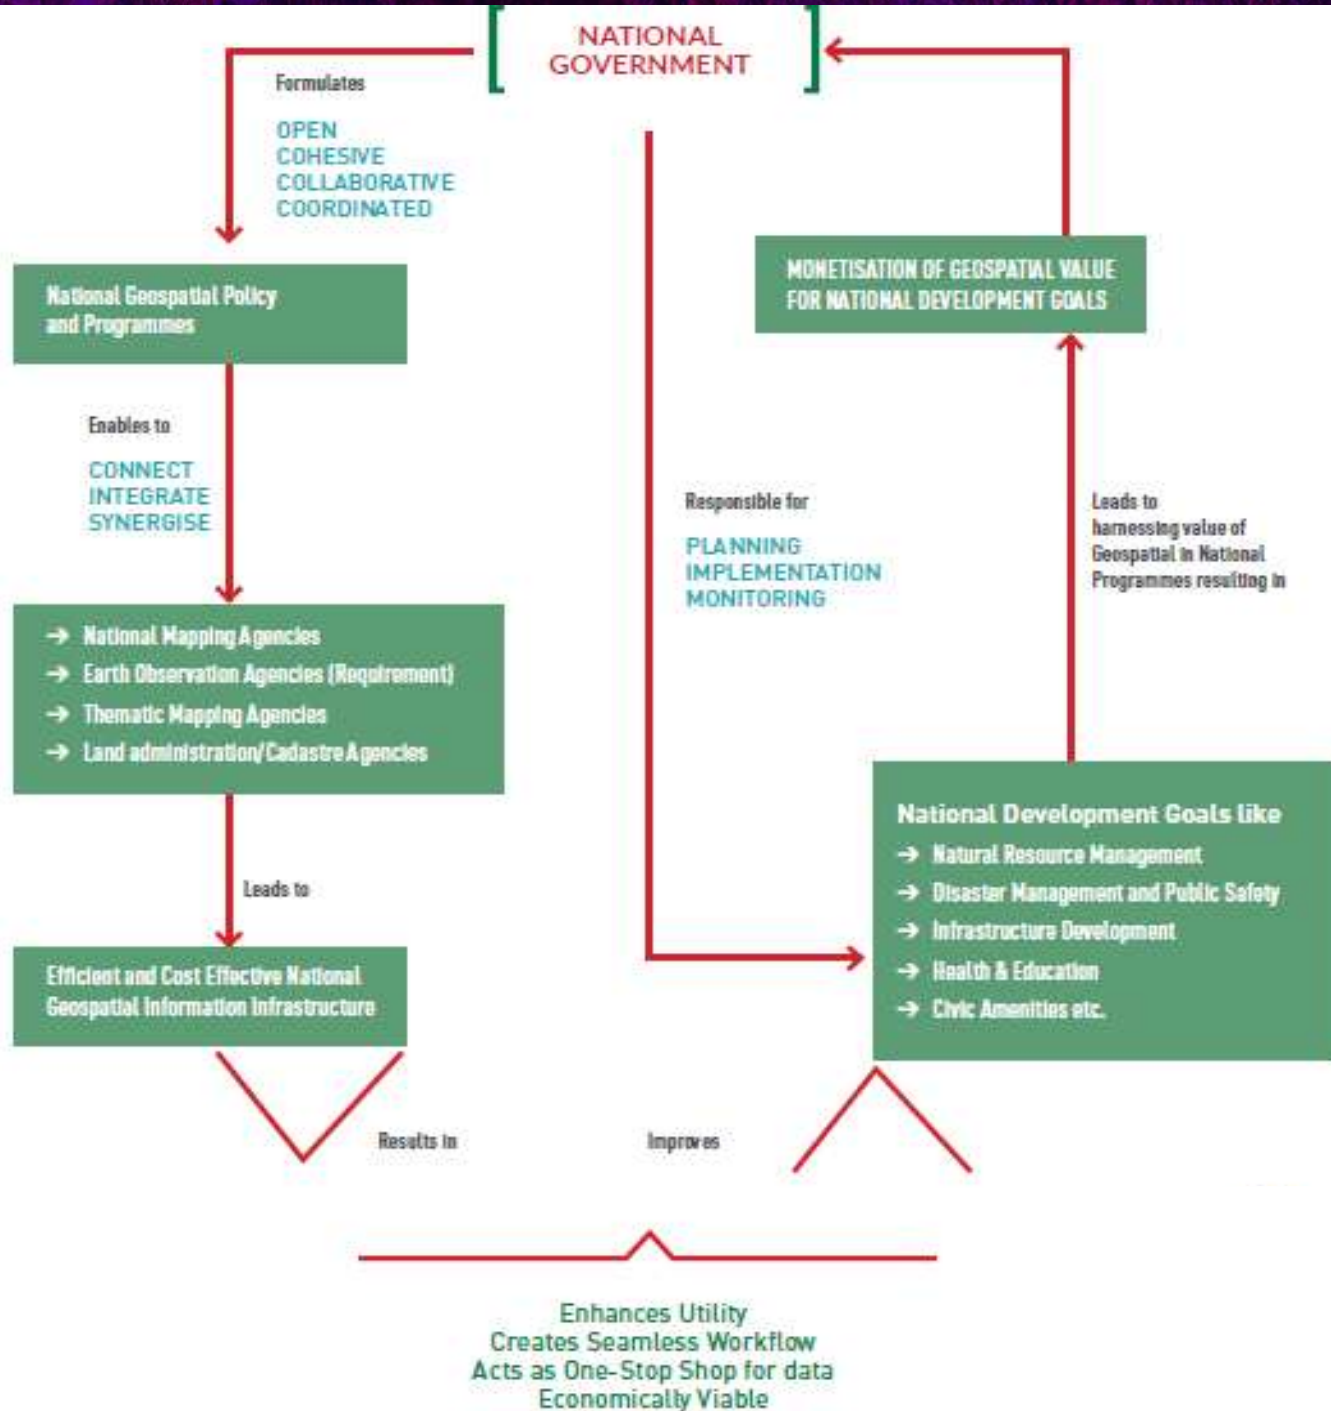 NATIONAL
GOVERNMENT
Formulates
OPEN
COHESIVE
COLLABORATIVE
COORDINATED
National Geospatial Policy
and Programmes
MONETISATION OF GEOSPATIAL VALUE
FOR NATIONAL DEVELOPMENT GOALS
Enables to
CONNECT
INTEGRATE
SYNERGISE
Responsible for
PLANNING
IMPLEMENTATION
MONITORING
Leads to
harnessing value of
Geospatial in National
Programmes resulting in
→ National Mapping Agencies
→ Earth Observation Agencies (Requirement)
→ Thematic Mapping Agencies
→ Land administration/Cadastre Agencies
National Development Goals like
→ Natural Resource Management
→ Disaster Management and Public Safety
→ Infrastructure Development
→ Health & Education
→ Civic Amenities etc.
Leads to
Efficient and Cost Effective National
Geospatial Information Infrastructure
Results in
Improves
Enhances Utility
Creates Seamless Workflow
Acts as One-Stop Shop for data
Economically Viable